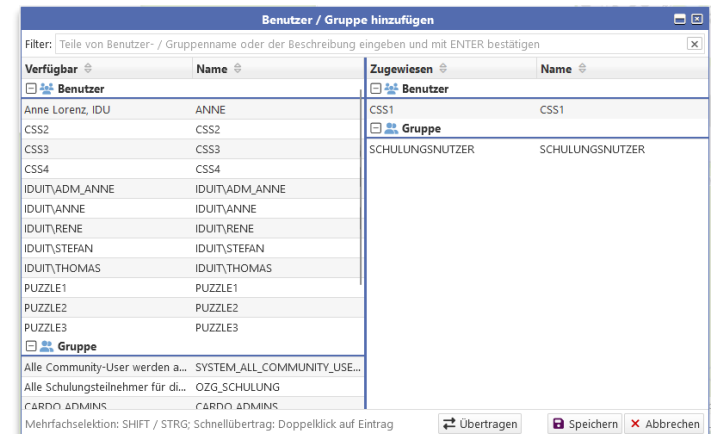 Benutzer / Gruppe hinzufügen
Filter: Teile von Benutzer- / Gruppenname oder der Beschreibung eingeben und mit ENTER bestätigen
Verfügbar Name Zugewiesen Name
Benutzer Benutzer
Anne Lorenz, IDU ANNE CSS1 CSS1
CSS2 CSS2 Gruppe
CSS3 CSS3 SCHULUNGSNUTZER SCHULUNGSNUTZER
CSS4 CSS4
IDUIT\ADM_ANNE IDUIT\ADM_ANNE
IDUIT\ANNE IDUIT\ANNE
IDUIT\RENE IDUIT\RENE
IDUIT\STEFAN IDUIT\STEFAN
IDUIT\THOMAS IDUIT\THOMAS
PUZZLE1 PUZZLE1
PUZZLE2 PUZZLE2
PUZZLE3 PUZZLE3
Gruppe
Alle Community-User werden a... SYSTEM_ALL_COMMUNITY_USE...
Alle Schulungsteilnehmer für di... OZG_SCHULUNG
CARDO ADMINS CARDO ADMINS
Mehrfachselektion: SHIFT / STRG; Schnellübertrag: Doppelklick auf Eintrag Übertragen Speichern Abbrechen